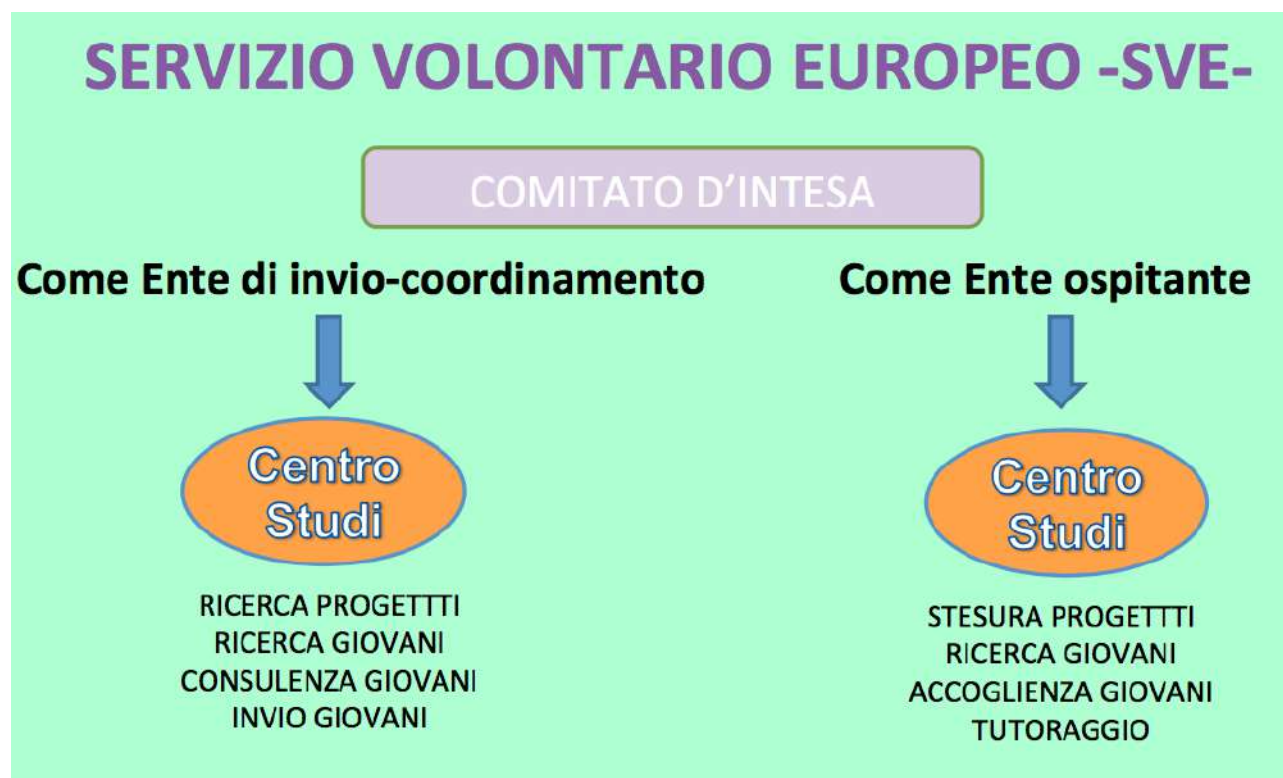 SERVIZIO VOLONTARIO EUROPEO -SVE-
COMITATO D'INTESA
Come Ente di invio-coordinamento
Centro
Studi
RICERCA PROGETTTI
RICERCA GIOVANI
CONSULENZA GIOVANI
INVIO GIOVANI
Come Ente ospitante
Centro
Studi
STESURA PROGETTTI
RICERCA GIOVANI
ACCOGLIENZA GIOVANI
TUTORAGGIO